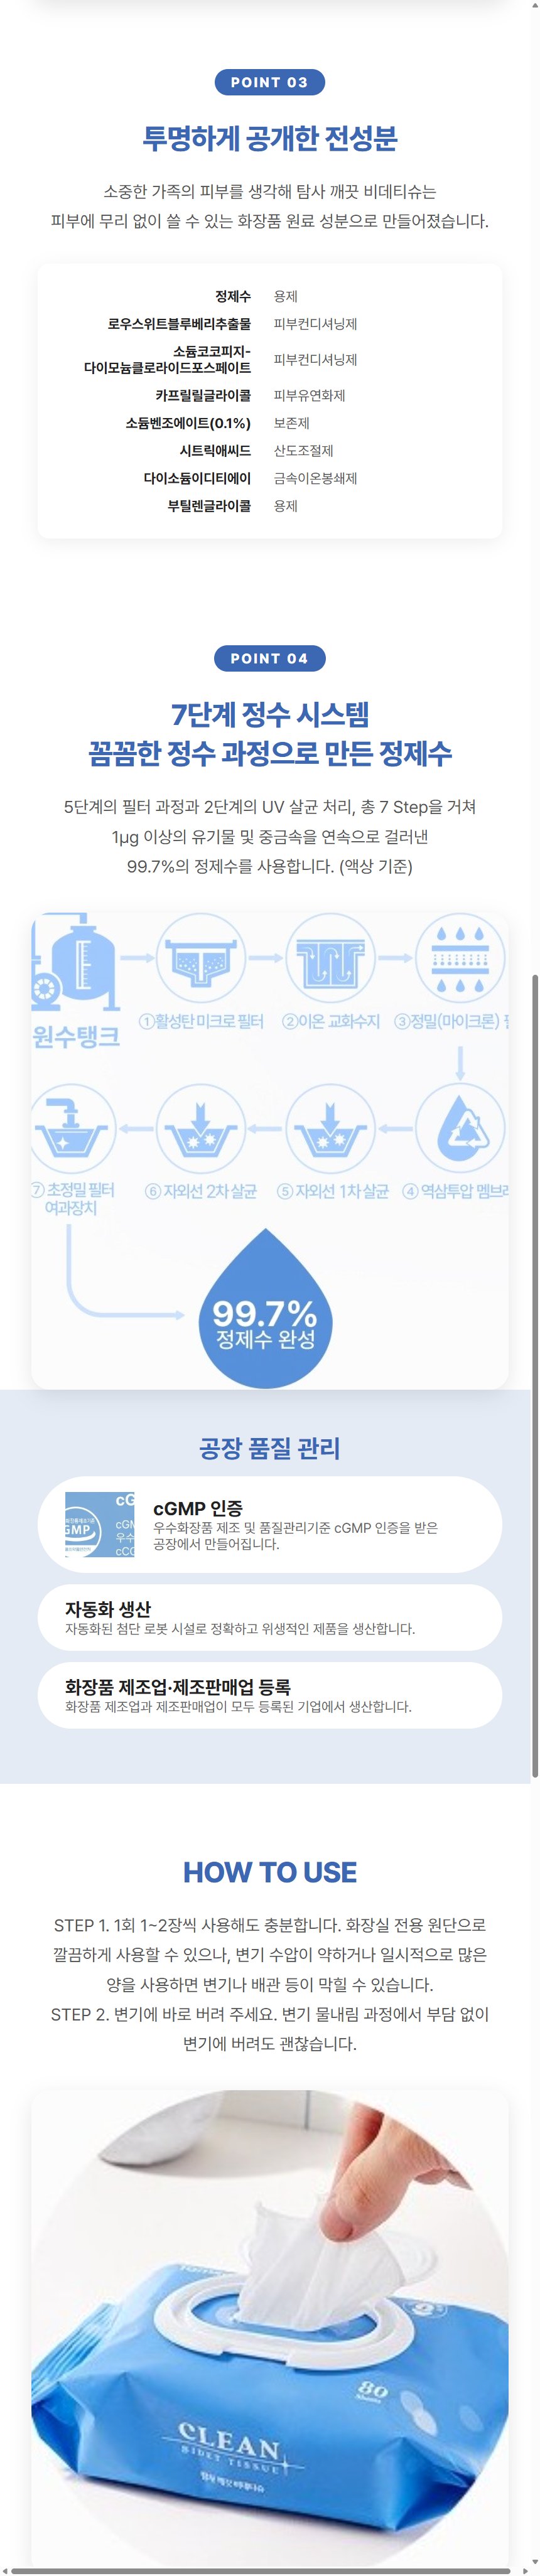 POINT 03
투명하게 공개한 전성분
소중한 가족의 피부를 생각해 탐사 깨끗 비데티슈는
피부에 무리 없이 쓸 수 있는 화장품 원료 성분으로 만들어졌습니다.
정제수 용제
로우스위트블루베리추출물 피부컨디셔닝제
소듐코코피지-
다이모늄클로라이드포스페이트 피부컨디셔닝제
카프릴릴글라이콜 피부유연화제
소듐벤조에이트(0.1%) 보존제
시트릭애씨드 산도조절제
다이소듐이디티에이 금속이온봉쇄제
부틸렌글라이콜 용제
POINT 04
7단계 정수 시스템
꼼꼼한 정수 과정으로 만든 정제수
5단계의 필터 과정과 2단계의 UV 살균 처리, 총 7 Step을 거쳐
1μg 이상의 유기물 및 중금속을 연속으로 걸러낸
99.7%의 정제수를 사용합니다. (액상 기준)
원수탱크
①활성탄 미크로 필터
②이온 교화수지
③정밀(마이크론)
⑦ 초정밀 필터
여과장치
⑥ 자외선 2차 살균
⑤ 자외선 1차 살균
④ 역삼투압 멤브
99.7%
정제수 완성
공장 품질 관리
GMP
cGMP 인증
우수화장품 제조 및 품질관리기준 cGMP 인증을 받은
공장에서 만들어집니다.
자동화 생산
자동화된 첨단 로봇 시설로 정확하고 위생적인 제품을 생산합니다.
화장품 제조업·제조판매업 등록
화장품 제조업과 제조판매업이 모두 등록된 기업에서 생산합니다.
HOW TO USE
STEP 1. 1회 1~2장씩 사용해도 충분합니다. 화장실 전용 원단으로
깔끔하게 사용할 수 있으나, 변기 수압이 약하거나 일시적으로 많은
양을 사용하면 변기나 배관 등이 막힐 수 있습니다.
STEP 2. 변기에 바로 버려 주세요. 변기 물내림 과정에서 부담 없이
변기에 버려도 괜찮습니다.
80
Sheets
CLEAN
BIDET TISSUE
탐사 깨끗 비데티슈